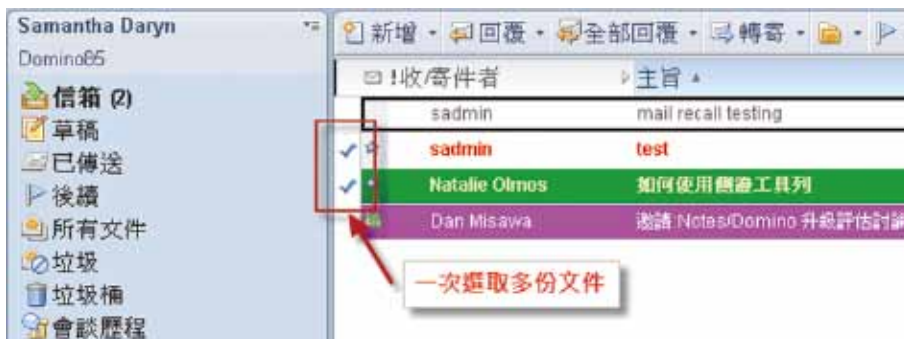 Samantha Daryn
Domino85
信箱 (2)
草稿
已傳送
後續
所有文件
垃圾
垃圾桶
會談歷程
新增 回覆 全部回覆 轉寄
!收/寄件者 主旨
sadmin mail recall testing
sadmin test
Natalie Olmos 如何使用側邊工具列
Dan Misawa 邀請:Notes/Domino 升級評估討論
一次選取多份文件